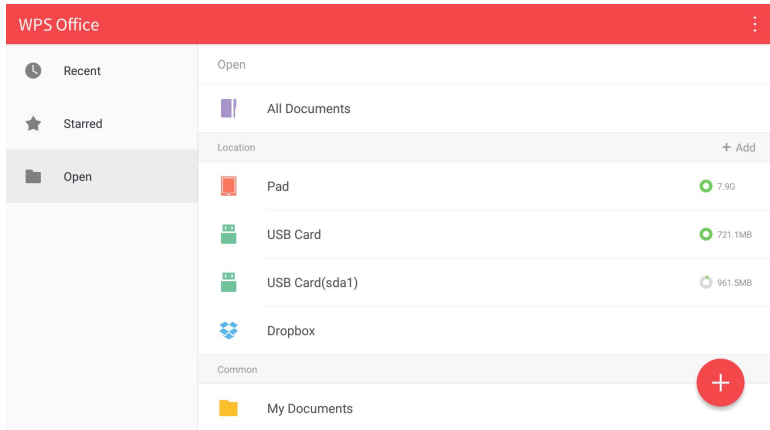 WPS Office
Recent
Starred
Open
Open
All Documents
Location
+ Add
Pad
7.9G
USB Card
721.1MB
USB Card(sda1)
961.5MB
Dropbox
Common
My Documents